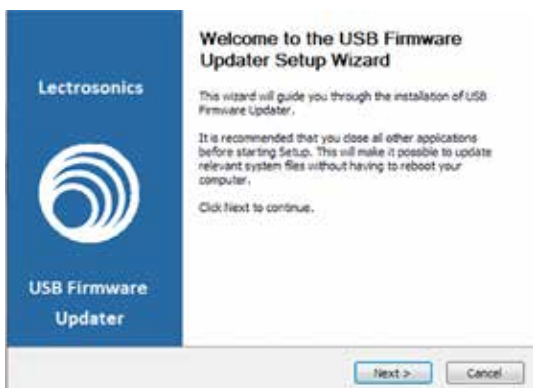 Lectrosonics
USB Firmware
Updater
Welcome to the USB Firmware
Updater Setup Wizard
This wizard will guide you through the installation of USB
Firmware Updater.
It is recommended that you close all other applications
before starting Setup. This will make it possible to update
relevant system files without having to reboot your
computer.
Click Next to continue.
Next >
Cancel